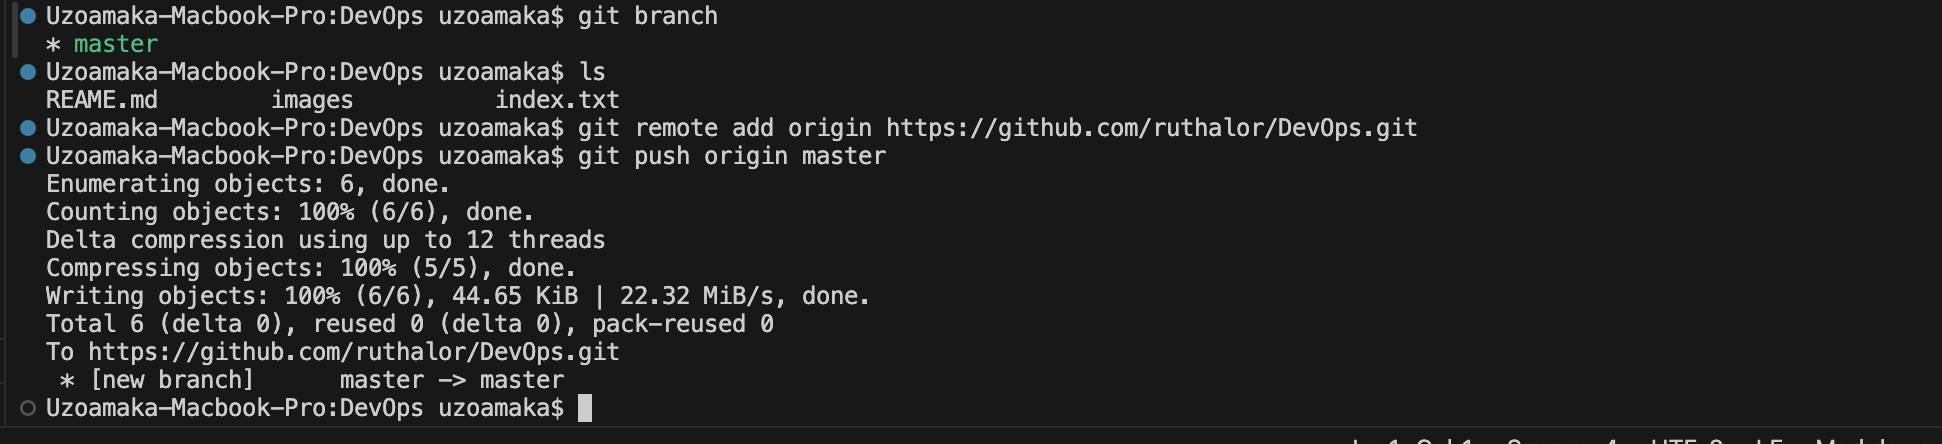 Uzoamaka-Macbook-Pro:DevOps uzoamaka$ git branch
* master
Uzoamaka-Macbook-Pro:DevOps uzoamaka$ ls
REAME.md images index.txt
Uzoamaka-Macbook-Pro:DevOps uzoamaka$ git remote add origin https://github.com/ruthalor/DevOps.git
Uzoamaka-Macbook-Pro:DevOps uzoamaka$ git push origin master
Enumerating objects: 6, done.
Counting objects: 100% (6/6), done.
Delta compression using up to 12 threads
Compressing objects: 100% (5/5), done.
Writing objects: 100% (6/6), 44.65 KiB | 22.32 MiB/s, done.
Total 6 (delta 0), reused 0 (delta 0), pack-reused 0
To https://github.com/ruthalor/DevOps.git
* [new branch] master -> master
Uzoamaka-Macbook-Pro:DevOps uzoamaka$